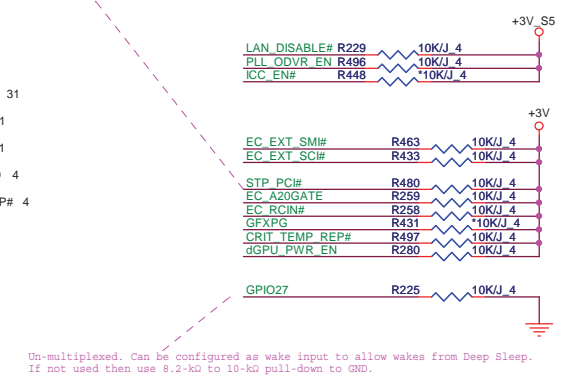 +3V_S5
LAN_DISABLE# R229 10K/J_4
PLL_ODVR_EN R496 10K/J_4
ICC_EN# R448 *10K/J_4
31
+3V
1
EC_EXT_SMI# R463 10K/J_4
1
EC_EXT_SCI# R433 10K/J_4
4
STP_PCI# R480 10K/J_4
EC_A20GATE R259 10K/J_4
P# 4
EC_RCIN# R258 10K/J_4
GFXPG R431 *10K/J_4
CRIT_TEMP_REP# R497 10K/J_4
dGPU_PWR_EN R280 10K/J_4
GPIO27 R225 10K/J_4
Un-multiplexed. Can be configured as wake input to allow wakes from Deep Sleep.
If not used then use 8.2-kΩ to 10-kΩ pull-down to GND.